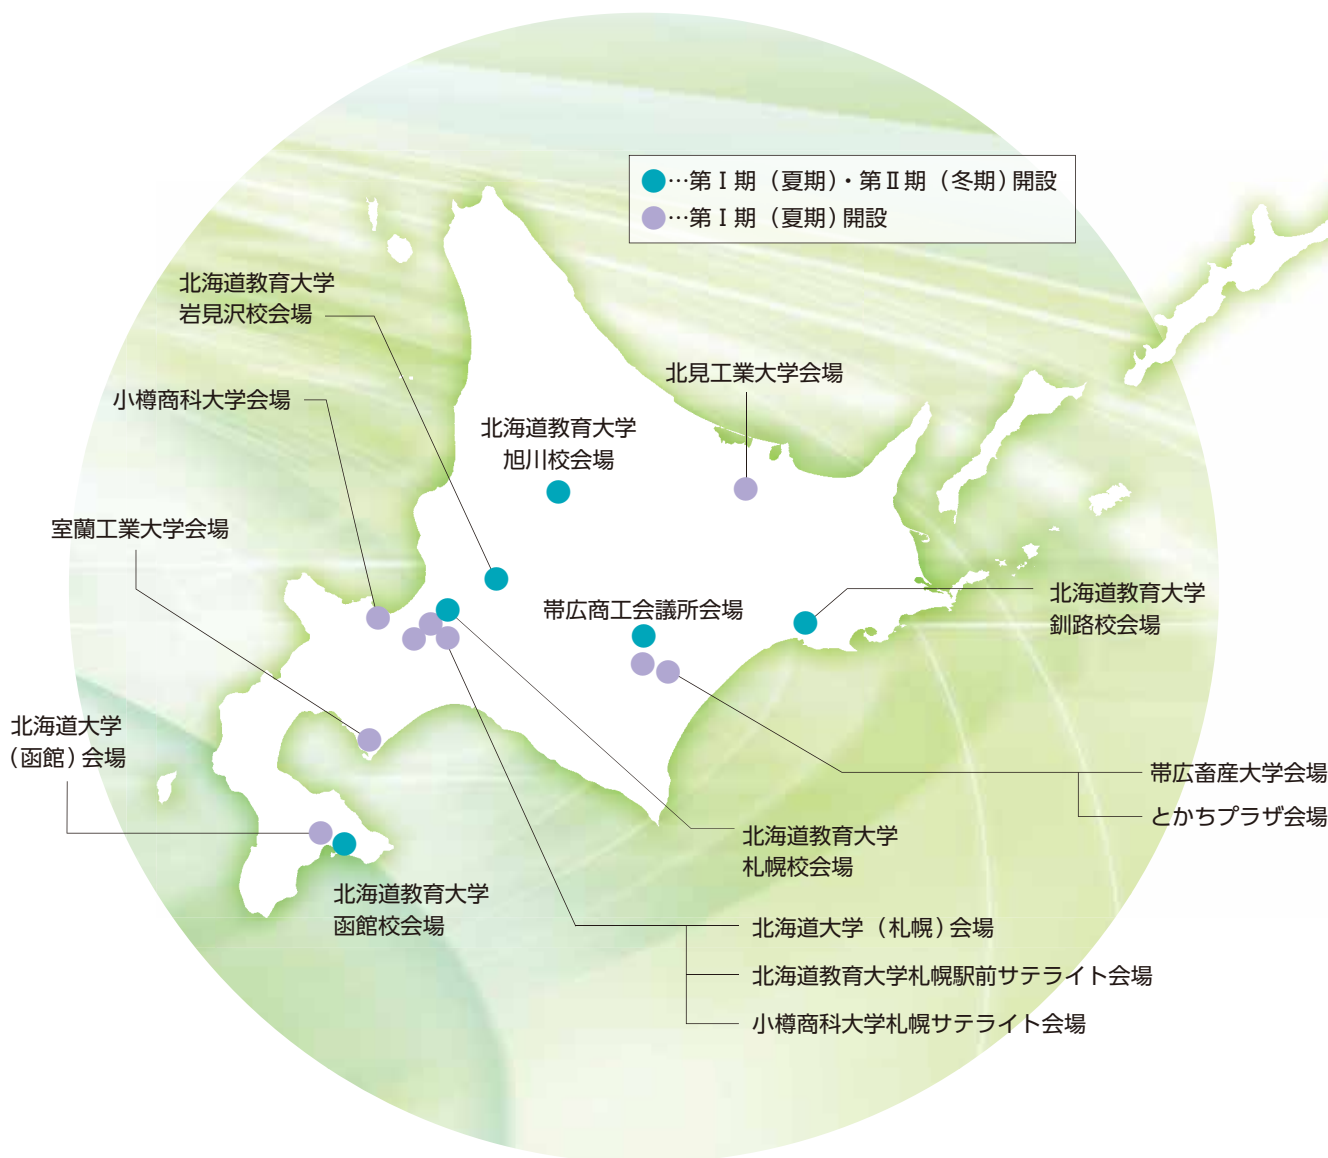 ●…第Ⅰ期（夏期）・第Ⅱ期（冬期）開設
●…第Ⅰ期（夏期）開設
北海道教育大学
岩見沢校会場
北見工業大学会場
小樽商科大学会場
北海道教育大学
旭川校会場
室蘭工業大学会場
帯広商工会議所会場
北海道教育大学
釧路校会場
北海道大学
（函館）会場
帯広畜産大学会場
とかちプラザ会場
北海道教育大学
札幌校会場
北海道教育大学
函館校会場
北海道大学（札幌）会場
北海道教育大学札幌駅前サテライト会場
小樽商科大学札幌サテライト会場